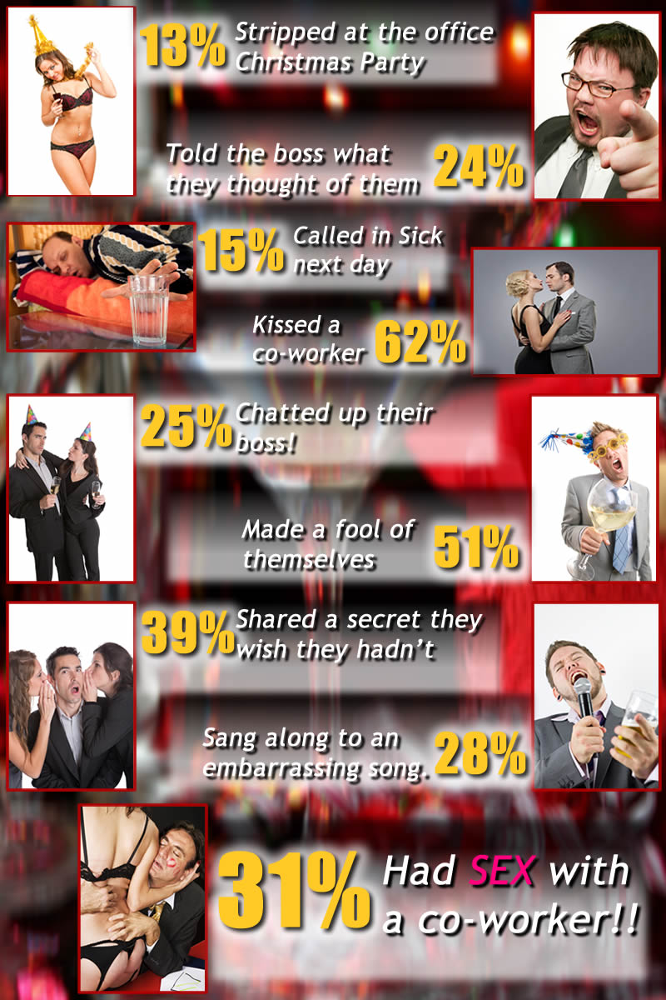 13% Stripped at the office
Christmas Party
Told the boss what
they thought of them 24%
15% Called in Sick
next day
Kissed a
co-worker 62%
25% Chatted up their
boss!
Made a fool of
themselves 51%
39% Shared a secret they
wish they hadn't
Sang along to an
embarrassing song. 28%
31% Had SEX with
a co-worker!!